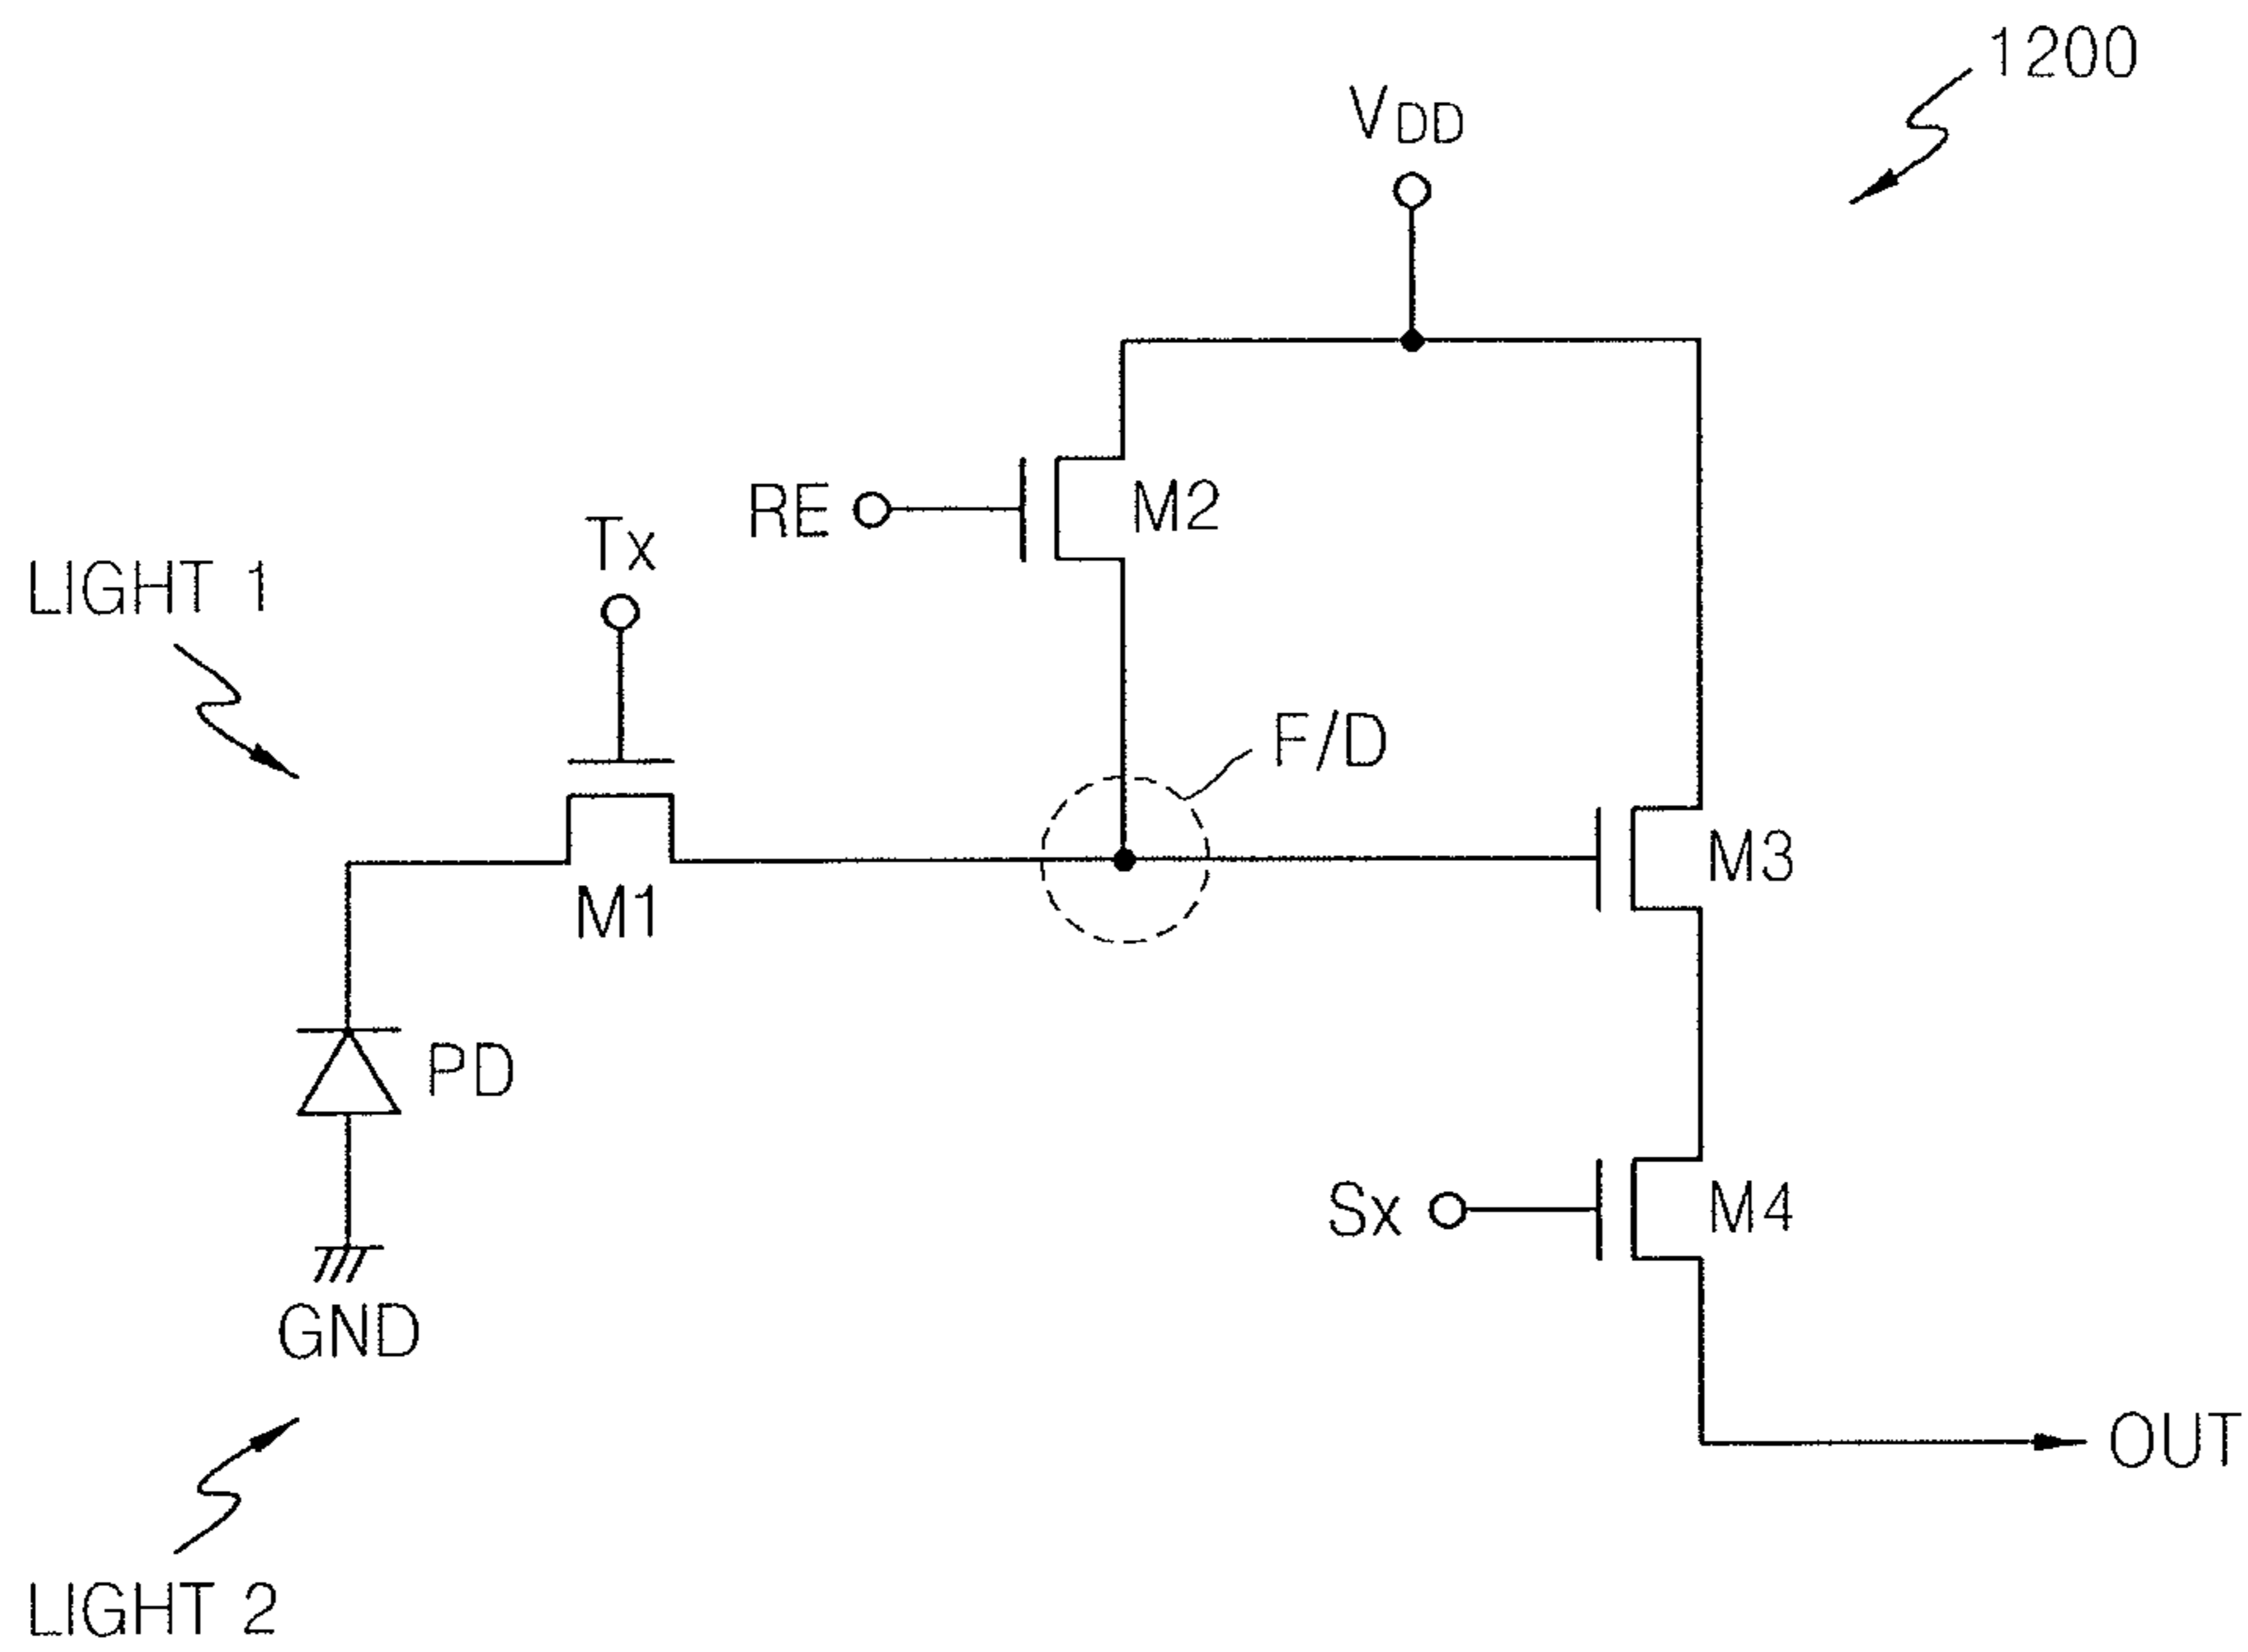 1200
VDD
RE
M2
Tx
LIGHT 1
F/D
M3
M1
PD
Sx
M4
GND
OUT
LIGHT 2